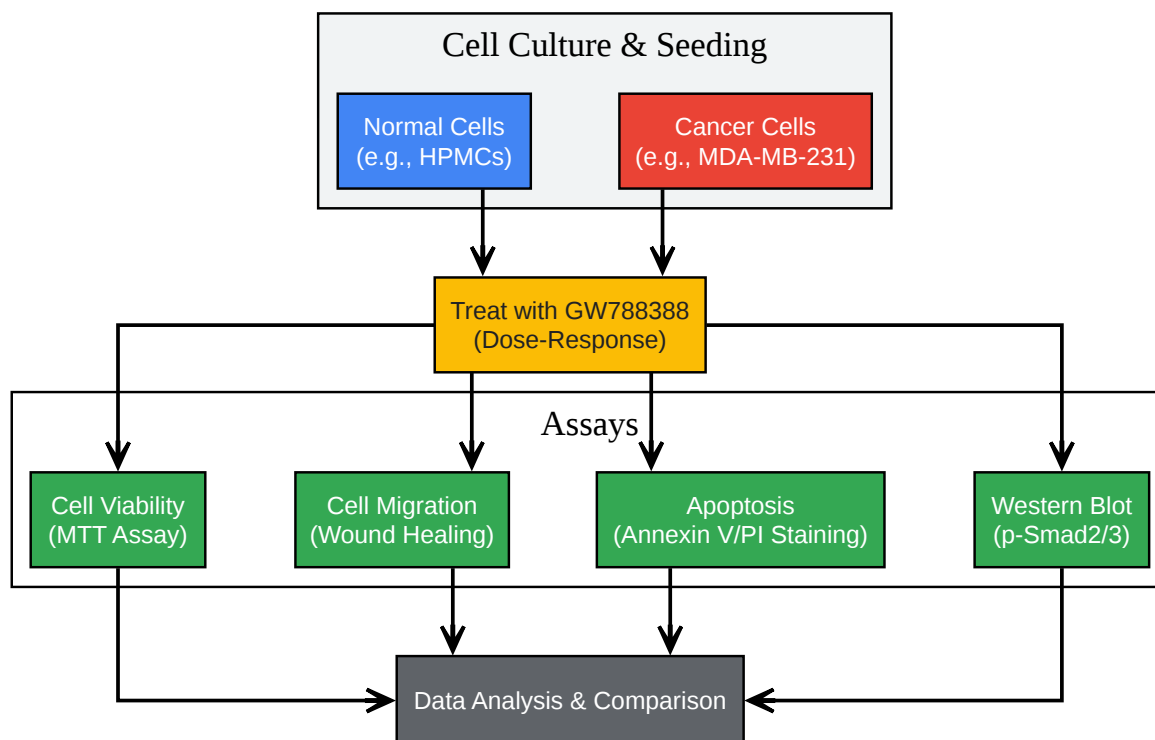 Cell Culture & Seeding
Normal Cells
(e.g., HPMCs)
Cancer Cells
(e.g., MDA-MB-231)
Treat with GW788388
(Dose-Response)
Assays
Cell Viability
(MTT Assay)
Cell Migration
(Wound Healing)
Apoptosis
(Annexin V/PI Staining)
Western Blot
(p-Smad2/3)
Data Analysis & Comparison